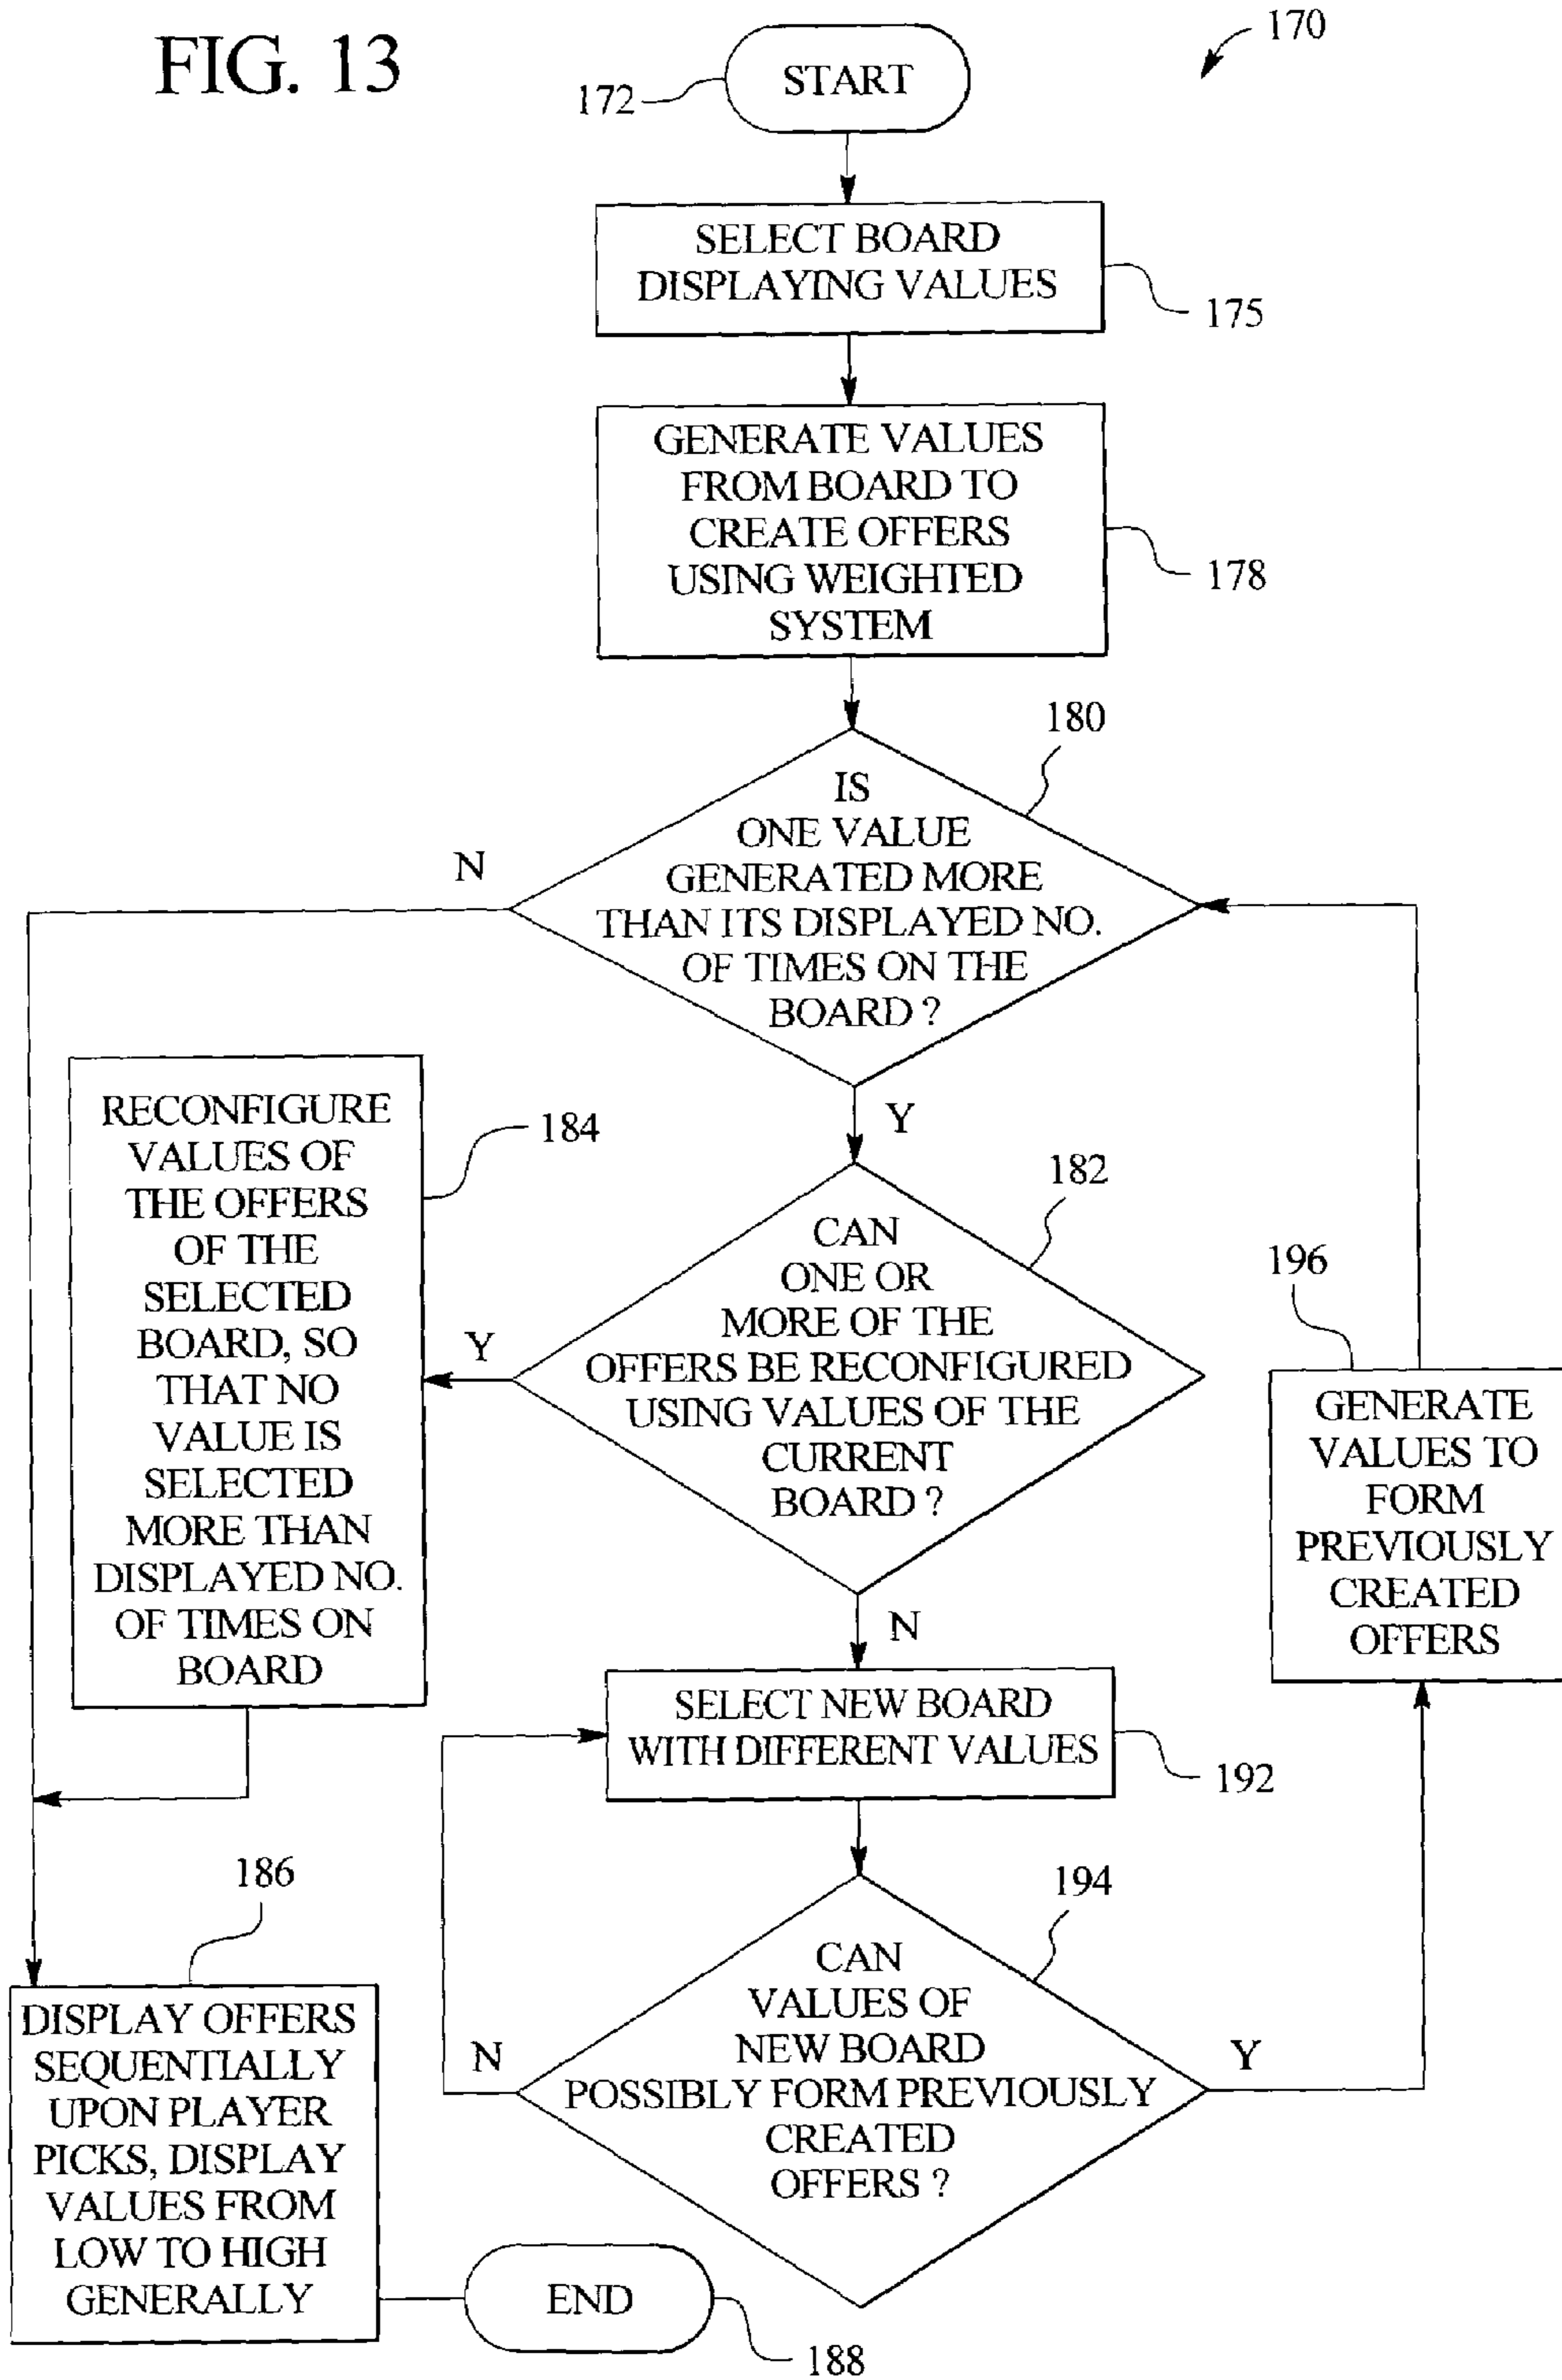 FIG. 13
170
172
START
SELECT BOARD
DISPLAYING VALUES
175
GENERATE VALUES
FROM BOARD TO
CREATE OFFERS
USING WEIGHTED
SYSTEM
178
180
IS
ONE VALUE
GENERATED MORE
THAN ITS DISPLAYED NO.
OF TIMES ON THE
BOARD ?
N
Y
RECONFIGURE
VALUES OF
THE OFFERS
OF THE
SELECTED
BOARD, SO
THAT NO
VALUE IS
SELECTED
MORE THAN
DISPLAYED NO.
OF TIMES ON
BOARD
184
182
CAN
ONE OR
MORE OF THE
OFFERS BE RECONFIGURED
USING VALUES OF THE
CURRENT
BOARD ?
Y
N
196
GENERATE
VALUES TO
FORM
PREVIOUSLY
CREATED
OFFERS
SELECT NEW BOARD
WITH DIFFERENT VALUES
192
194
CAN
VALUES OF
NEW BOARD
POSSIBLY FORM PREVIOUSLY
CREATED
OFFERS ?
N
Y
186
DISPLAY OFFERS
SEQUENTIALLY
UPON PLAYER
PICKS, DISPLAY
VALUES FROM
LOW TO HIGH
GENERALLY
END
188